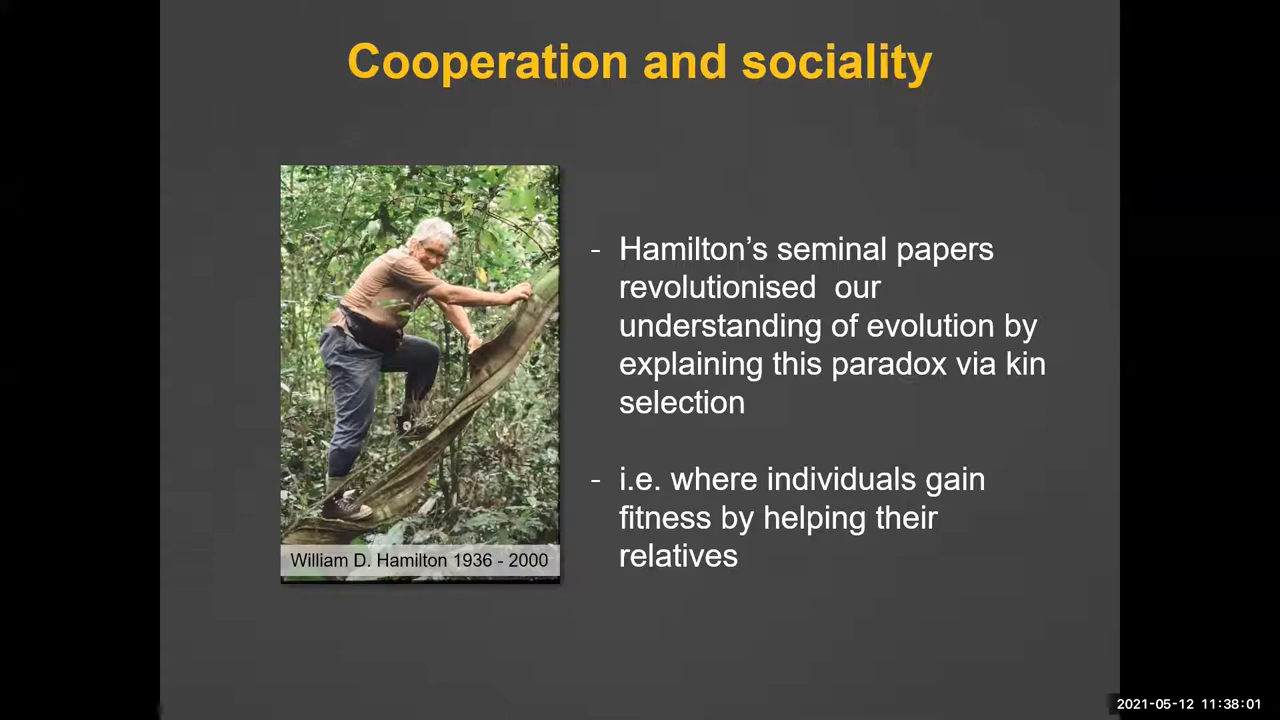 Cooperation and sociality
- Hamilton’s seminal papers
revolutionised  our
understanding of evolution by
explaining this paradox via kin
selection
- i.e. where individuals gain
fitness by helping their
relatives
William D. Hamilton 1936 - 2000
2021-05-12 11:38:01